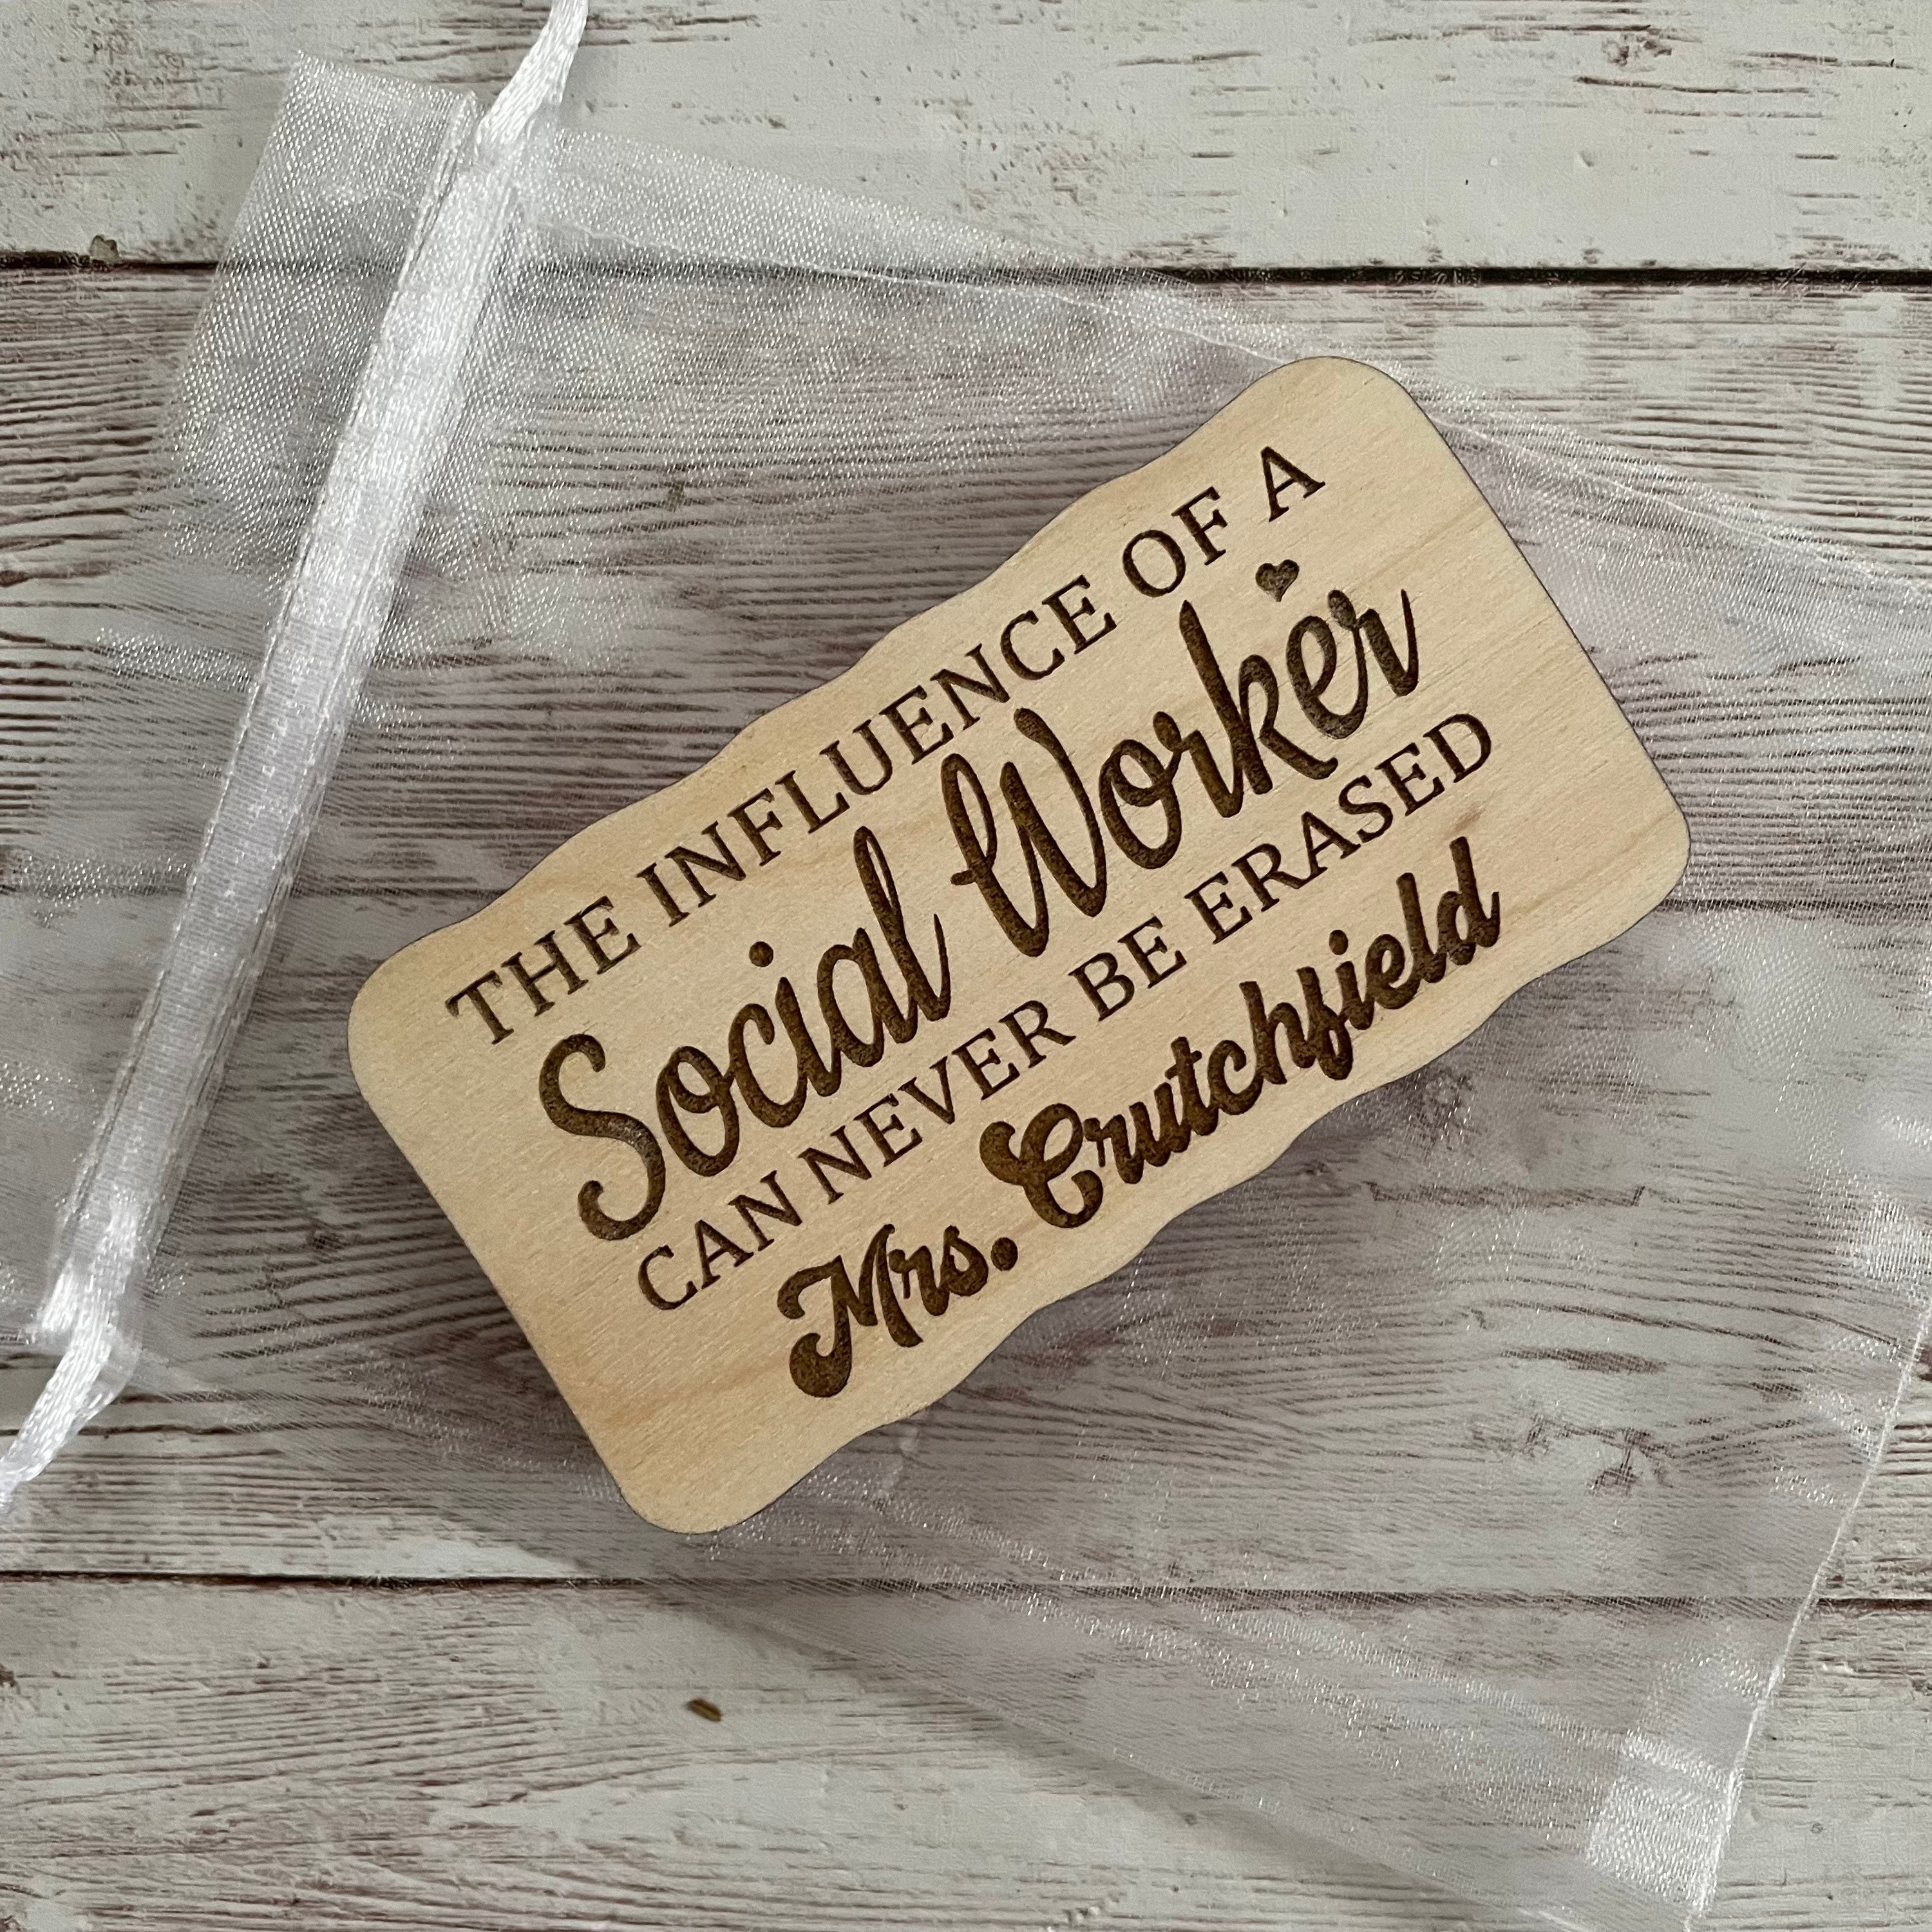 THE INFLUENCE OF A
Social Worker
CAN NEVER BE ERASED
Mrs. Crutchfield